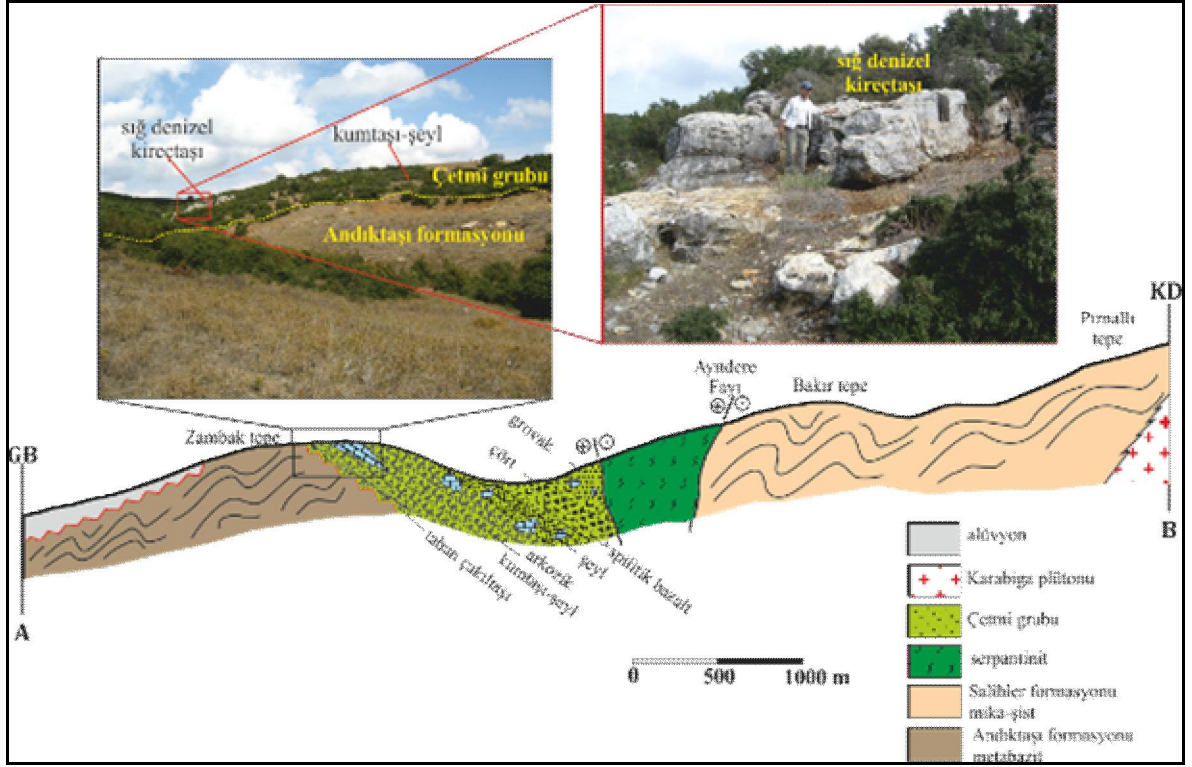 sığ denizel
kireçtaşı
kumtaşı-şeyl
Çetmi grubu
Andıktaşı formasyonu
sığ denizel
kireçtaşı
KD
Pırnallı
tepe
Ayıtdere
Fayı
Bakır tepe
Zambak tepe
GB
grovak
çört
taban çakıltaşı
arkozik
kumtaşı-şeyl
şeyl
spilitik bazalt
A
B
0 500 1000 m
alüvyon
Karabiga plütonu
Çetmi grubu
serpantinit
Salihler formasyonu
mika-şist
Andıktaşı formasyonu
metabazit